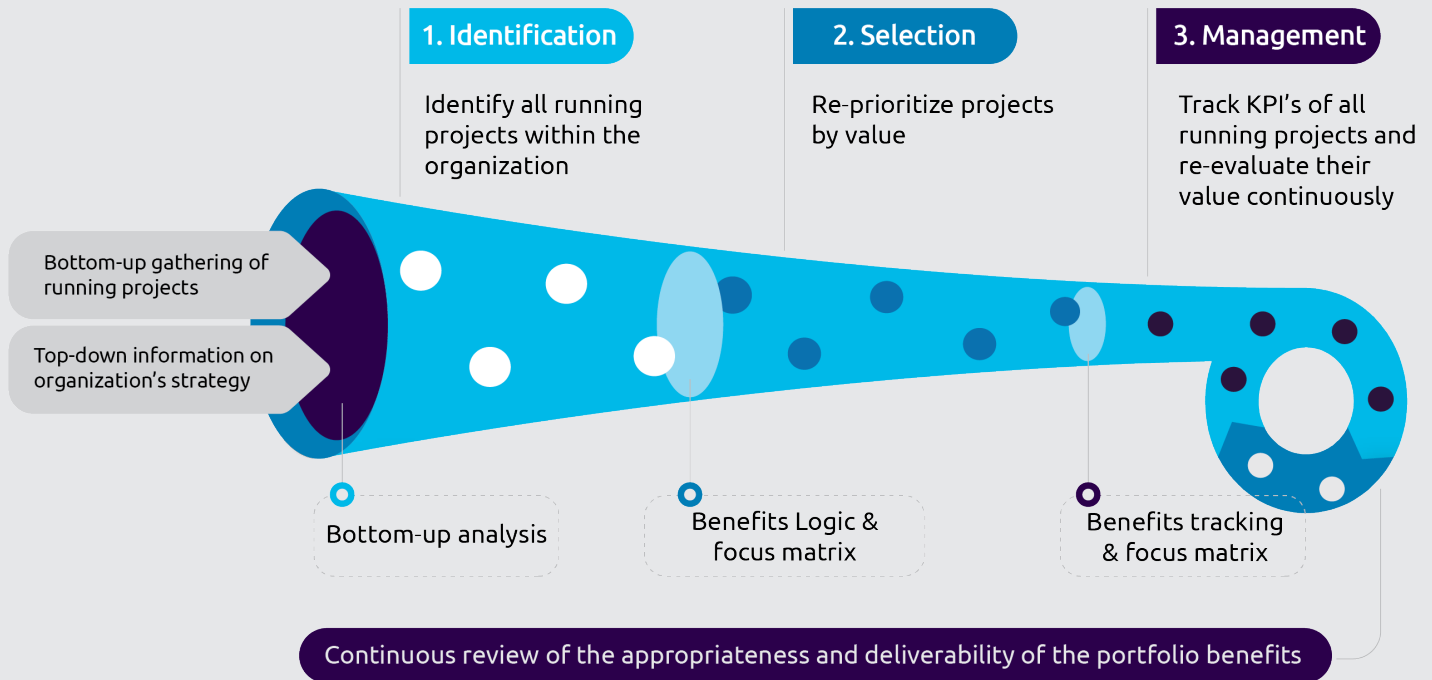 1. Identification
Identify all running
projects within the
organization
2. Selection
Re-prioritize projects
by value
3. Management
Track KPI's of all
running projects and
re-evaluate their
value continuously
Bottom-up gathering of
running projects
Top-down information on
organization's strategy
Bottom-up analysis
Benefits Logic &
focus matrix
Benefits tracking
& focus matrix
Continuous review of the appropriateness and deliverability of the portfolio benefits